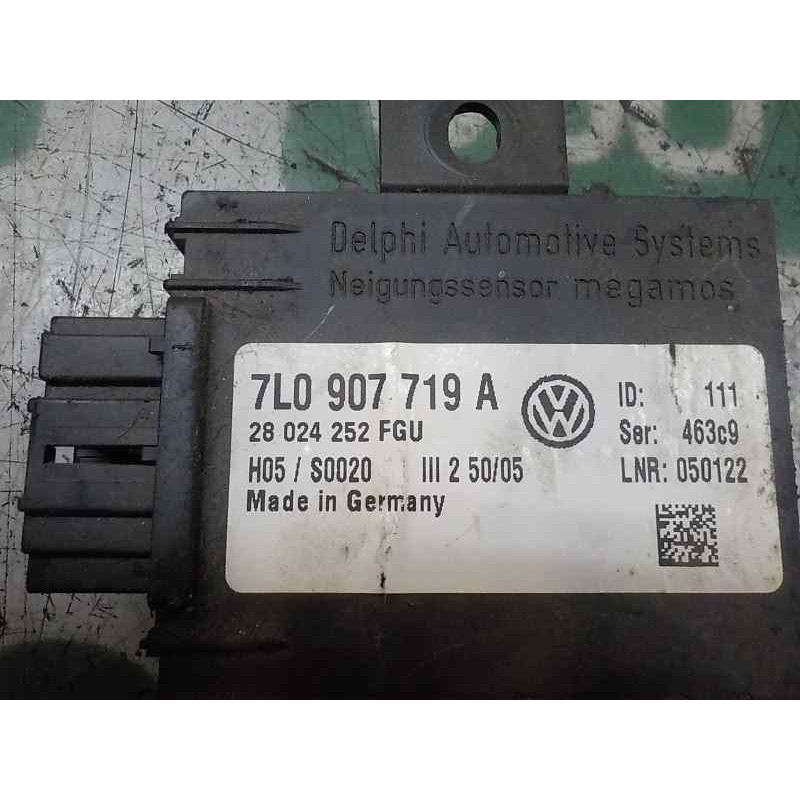 Delphi Automotive Systems
Neigungssensor megamos
7L0 907 719 A
28 024 252 FGU
H05 / S0020 III 2 50/05
Made in Germany
VW
ID: 111
Ser: 463c9
LNR: 050122